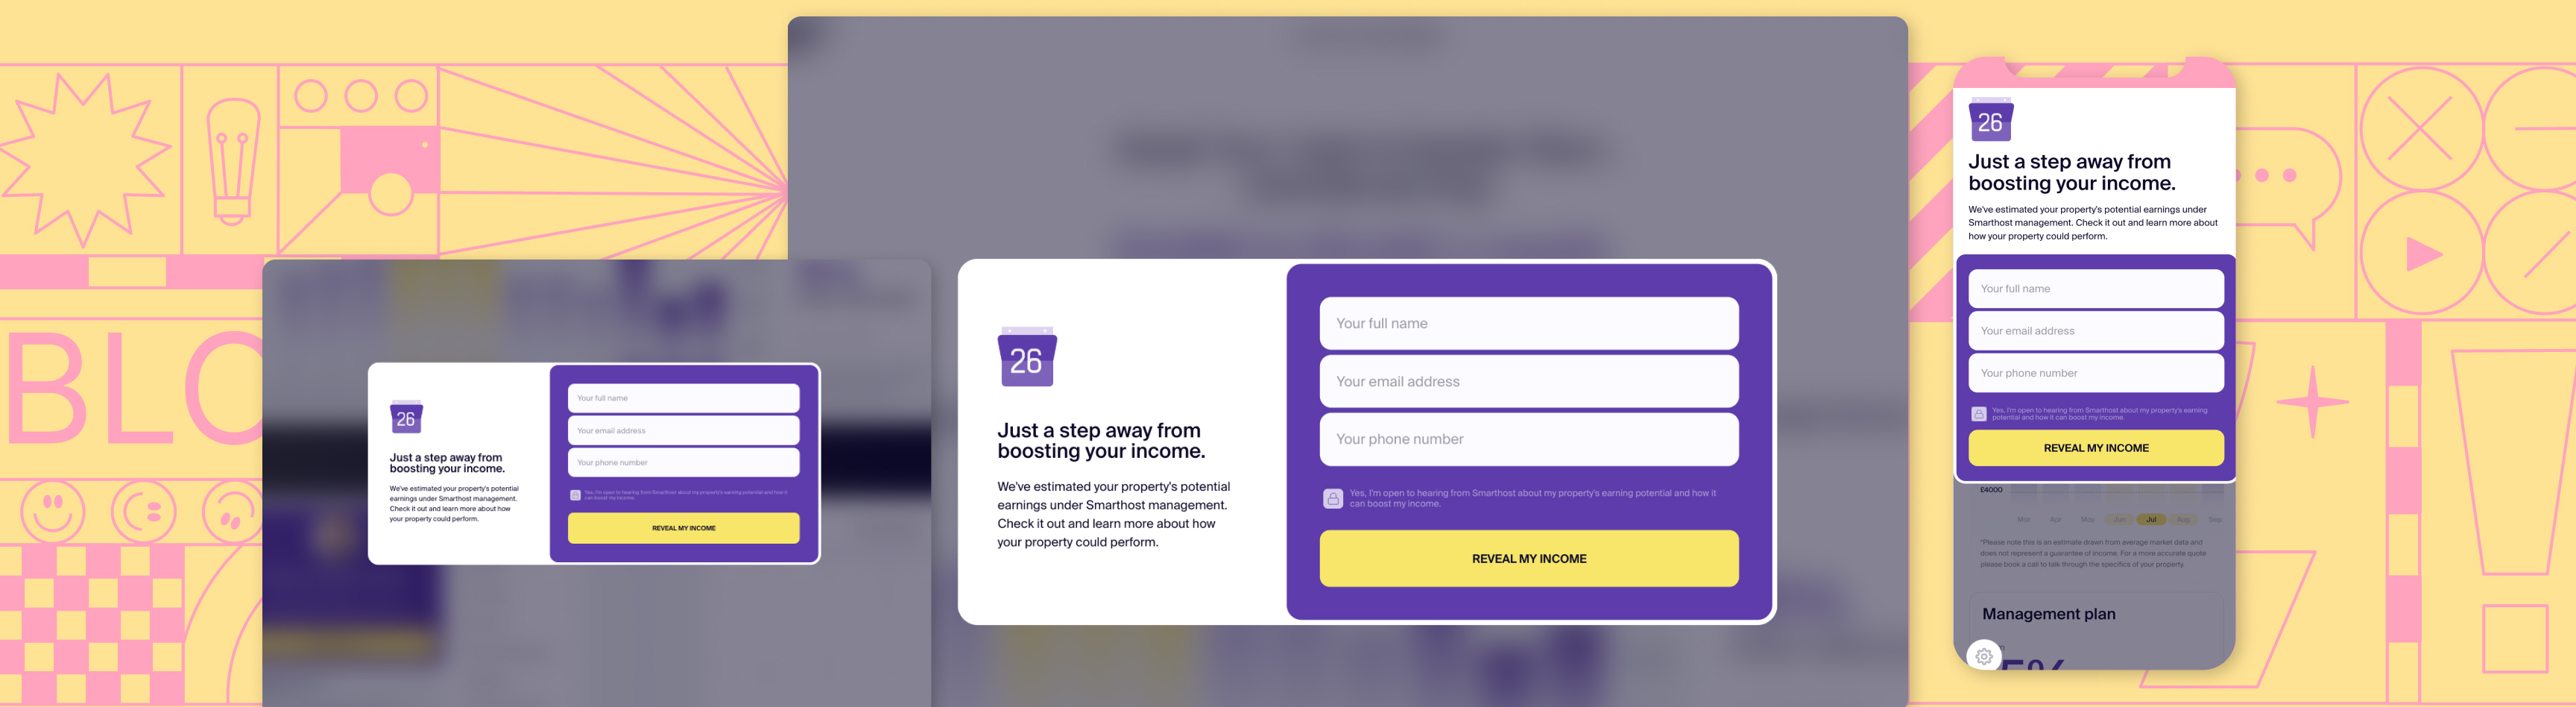 BLO
26
Just a step away from
boosting your income.
We've estimated your property's potential
earnings under Smarthost management.
Check it out and learn more about how
your property could perform.
Your full name
Your email address
Your phone number
Yes, I'm open to hearing from Smarthost about my property's earning potential and how it
can boost my income.
REVEAL MY INCOME
26
Just a step away from
boosting your income.
We've estimated your property's potential
earnings under Smarthost management.
Check it out and learn more about how
your property could perform.
Your full name
Your email address
Your phone number
Yes, I'm open to hearing from Smarthost about my property's earning potential and how it
can boost my income.
REVEAL MY INCOME
26
Just a step away from
boosting your income.
We've estimated your property's potential earnings under
Smarthost management. Check it out and learn more about
how your property could perform.
Your full name
Your email address
Your phone number
Yes, I'm open to hearing from Smarthost about my property's earning
potential and how it can boost my income.
REVEAL MY INCOME
£4000
Mar Apr May Jun Jul Aug Sep
*Please note this is an estimate drawn from average market data and
does not represent a guarantee of income. For a more accurate quote
please book a call to talk through the specifics of your property.
Management plan